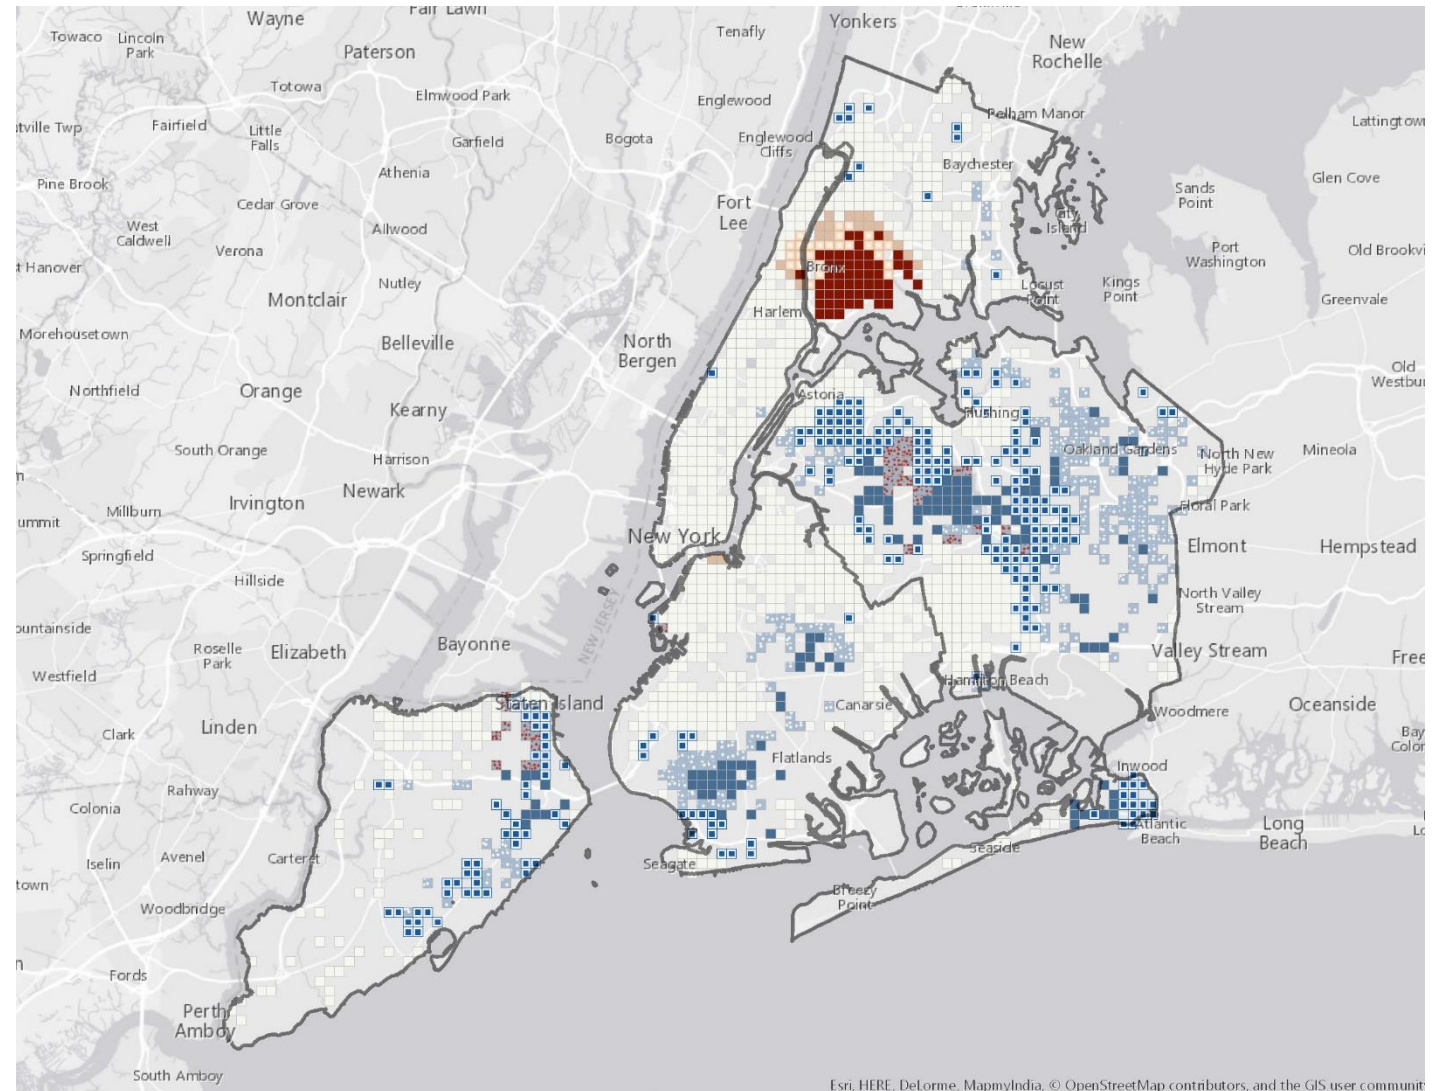 Fair Lawn
Wayne
Yonkers
Towaco
Lincoln
Park
Tenafly
New
Rochelle
Paterson
Totowa
Elmwood Park
Englewood
Pelham Manor
Fairfield
Little
Falls
Garfield
Bogota
Englewood
Cliffs
Lattingtow
tville Twp
Baychester
Athenia
Pine Brook
Sands
Point
Glen Cove
Cedar Grove
Fort
Lee
City
Island
West
Caldwell
Allwood
Verona
Port
Washington
Old Brookvi
t Hanover
Bronx
Nutley
Locust
Point
Kings
Point
Montclair
Greenvale
Harlem
Morehousetown
Belleville
North
Bergen
Old
Westbu
Northfield
Orange
Astoria
Kearny
Flushing
South Orange
Oakland Gardens
North New
Hyde Park
Mineola
Harrison
Irvington
Newark
Millburn
Floral Park
ummit
New York
Elmont
Hempstead
Springfield
Hillside
North Valley
Stream
NEW JERSEY
ountainside
Roselle
Park
Elizabeth
Bayonne
Valley Stream
Free
Westfield
Hamilton Beach
Staten Island
Canarsie
Woodmere
Oceanside
Clark
Linden
Bay
Color
Flatlands
Inwood
Rahway
Colonia
Atlantic
Beach
Long
Beach
Lo
Iselin
Avenel
Carteret
Seagate
Seaside
town
Breezy
Point
Woodbridge
n
Fords
Perth
Amboy
South Amboy
Esri, HERE, DeLorme, MapmyIndia, © OpenStreetMap contributors, and the GIS user communit